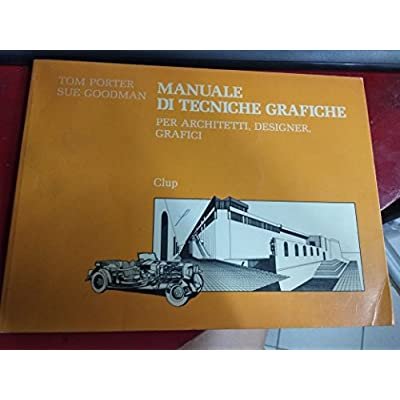 TOM PORTER
SUE GOODMAN
MANUALE
DI TECNICHE GRAFICHE
PER ARCHITETTI, DESIGNER,
GRAFICI
Clup